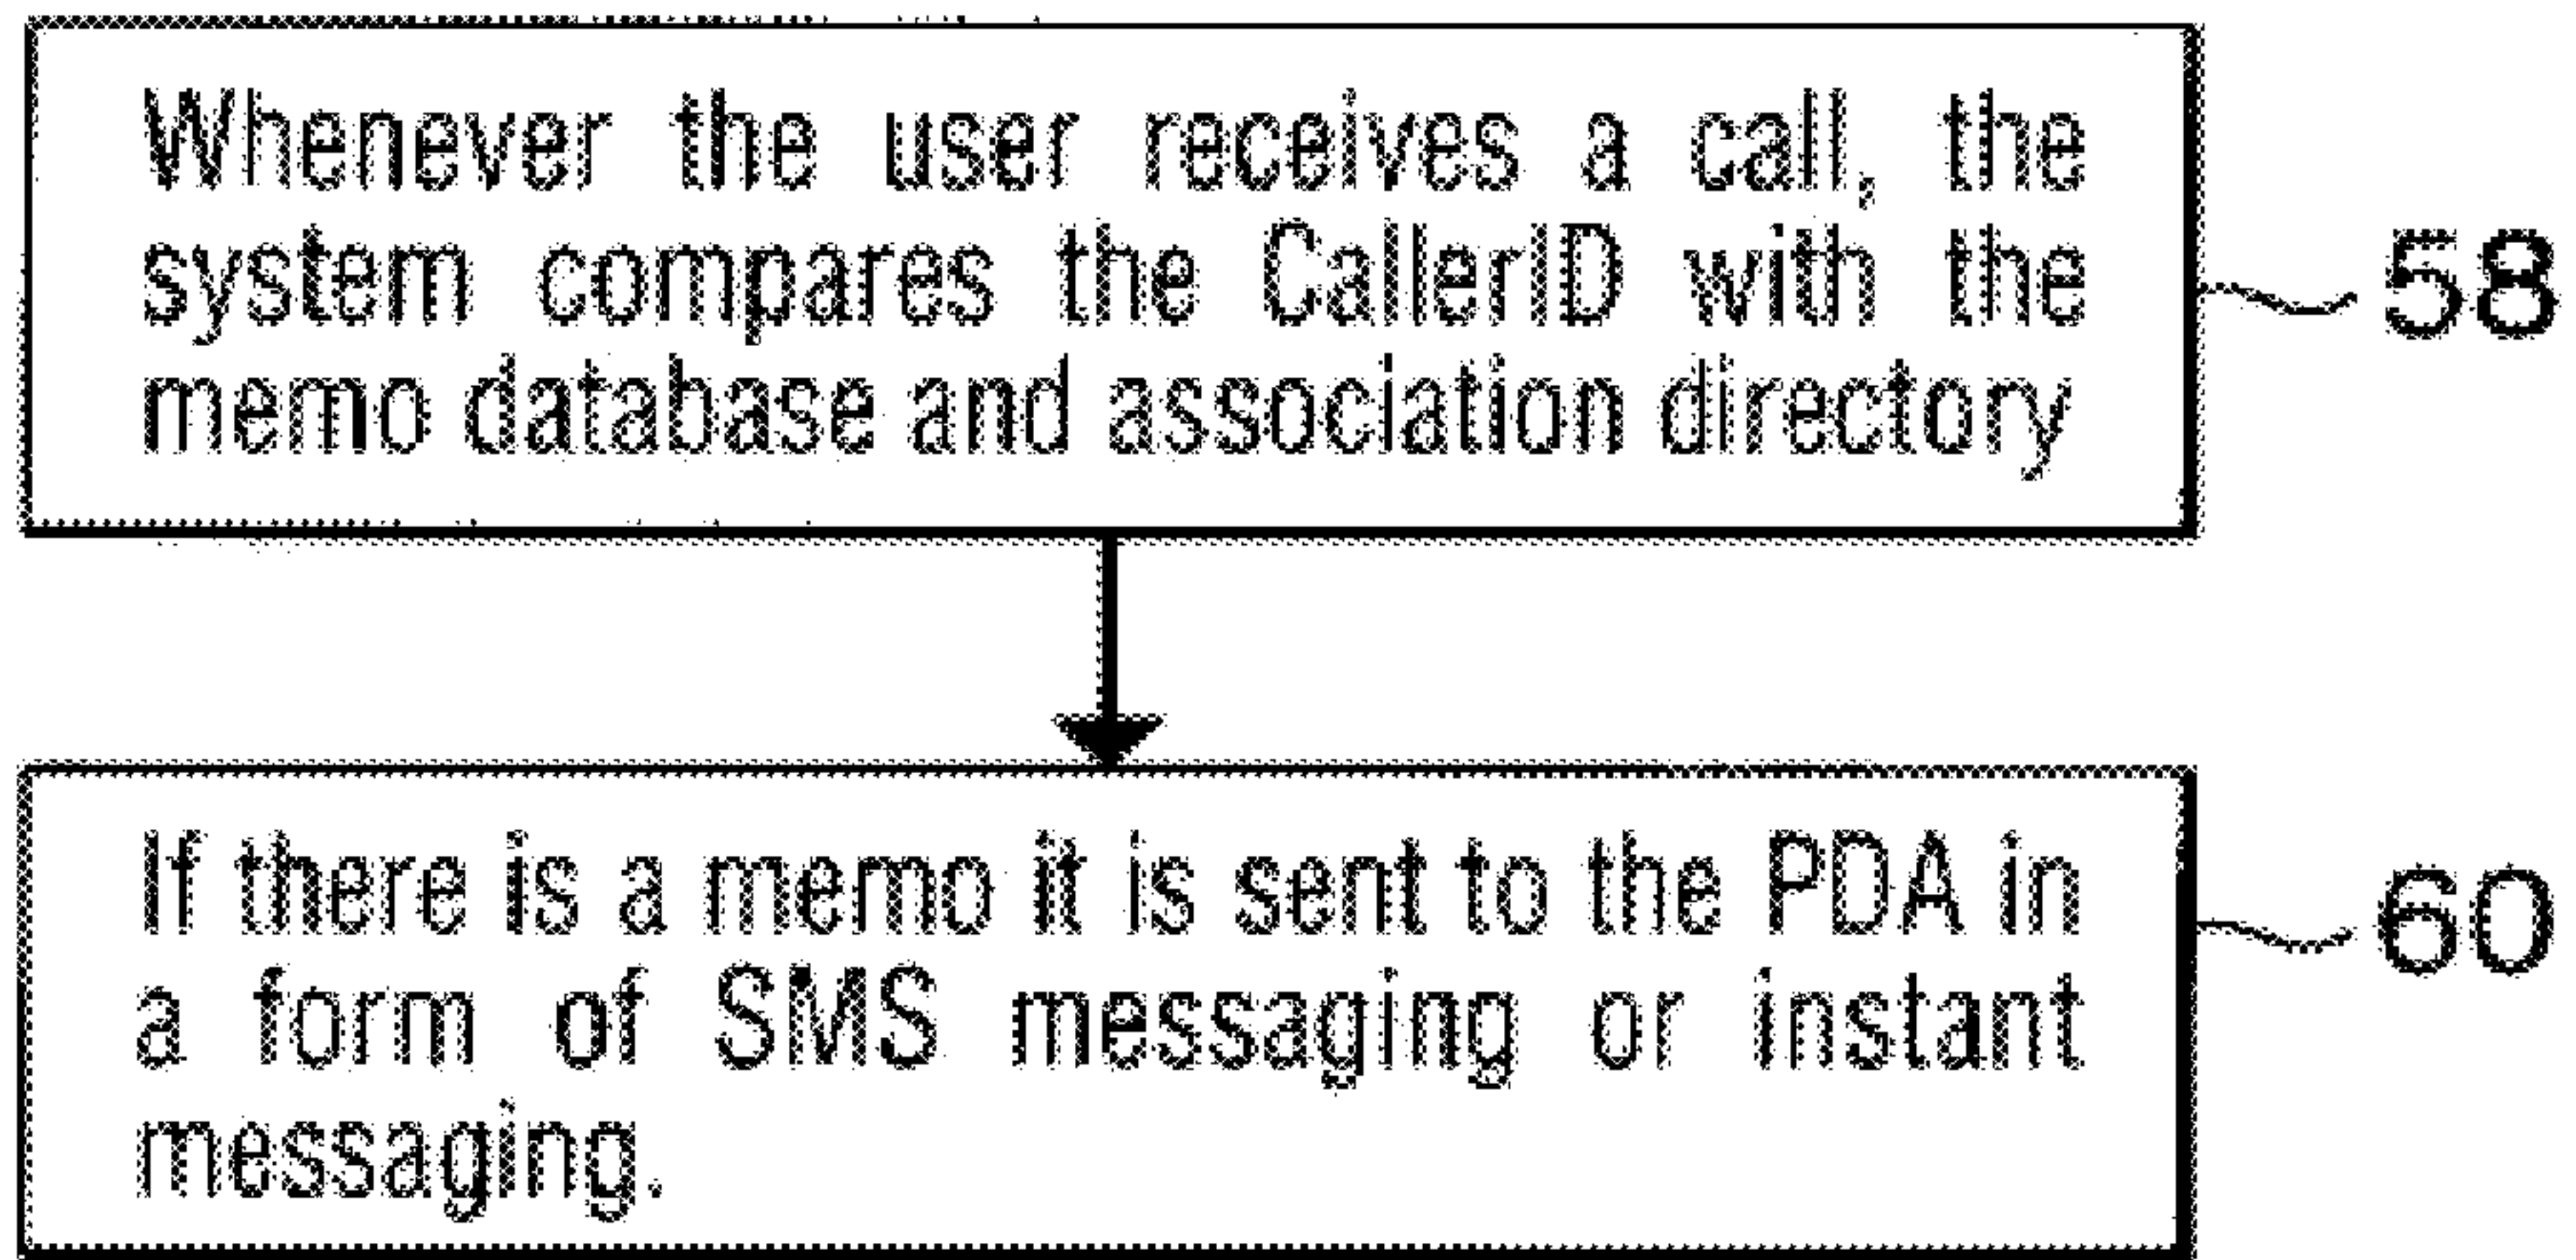 Whenever the user receives a call, the
system compares the CallerID with the
memo database and association directory
58
If there is a memo it is sent to the PDA in
a form of SMS messaging or instant
messaging.
60